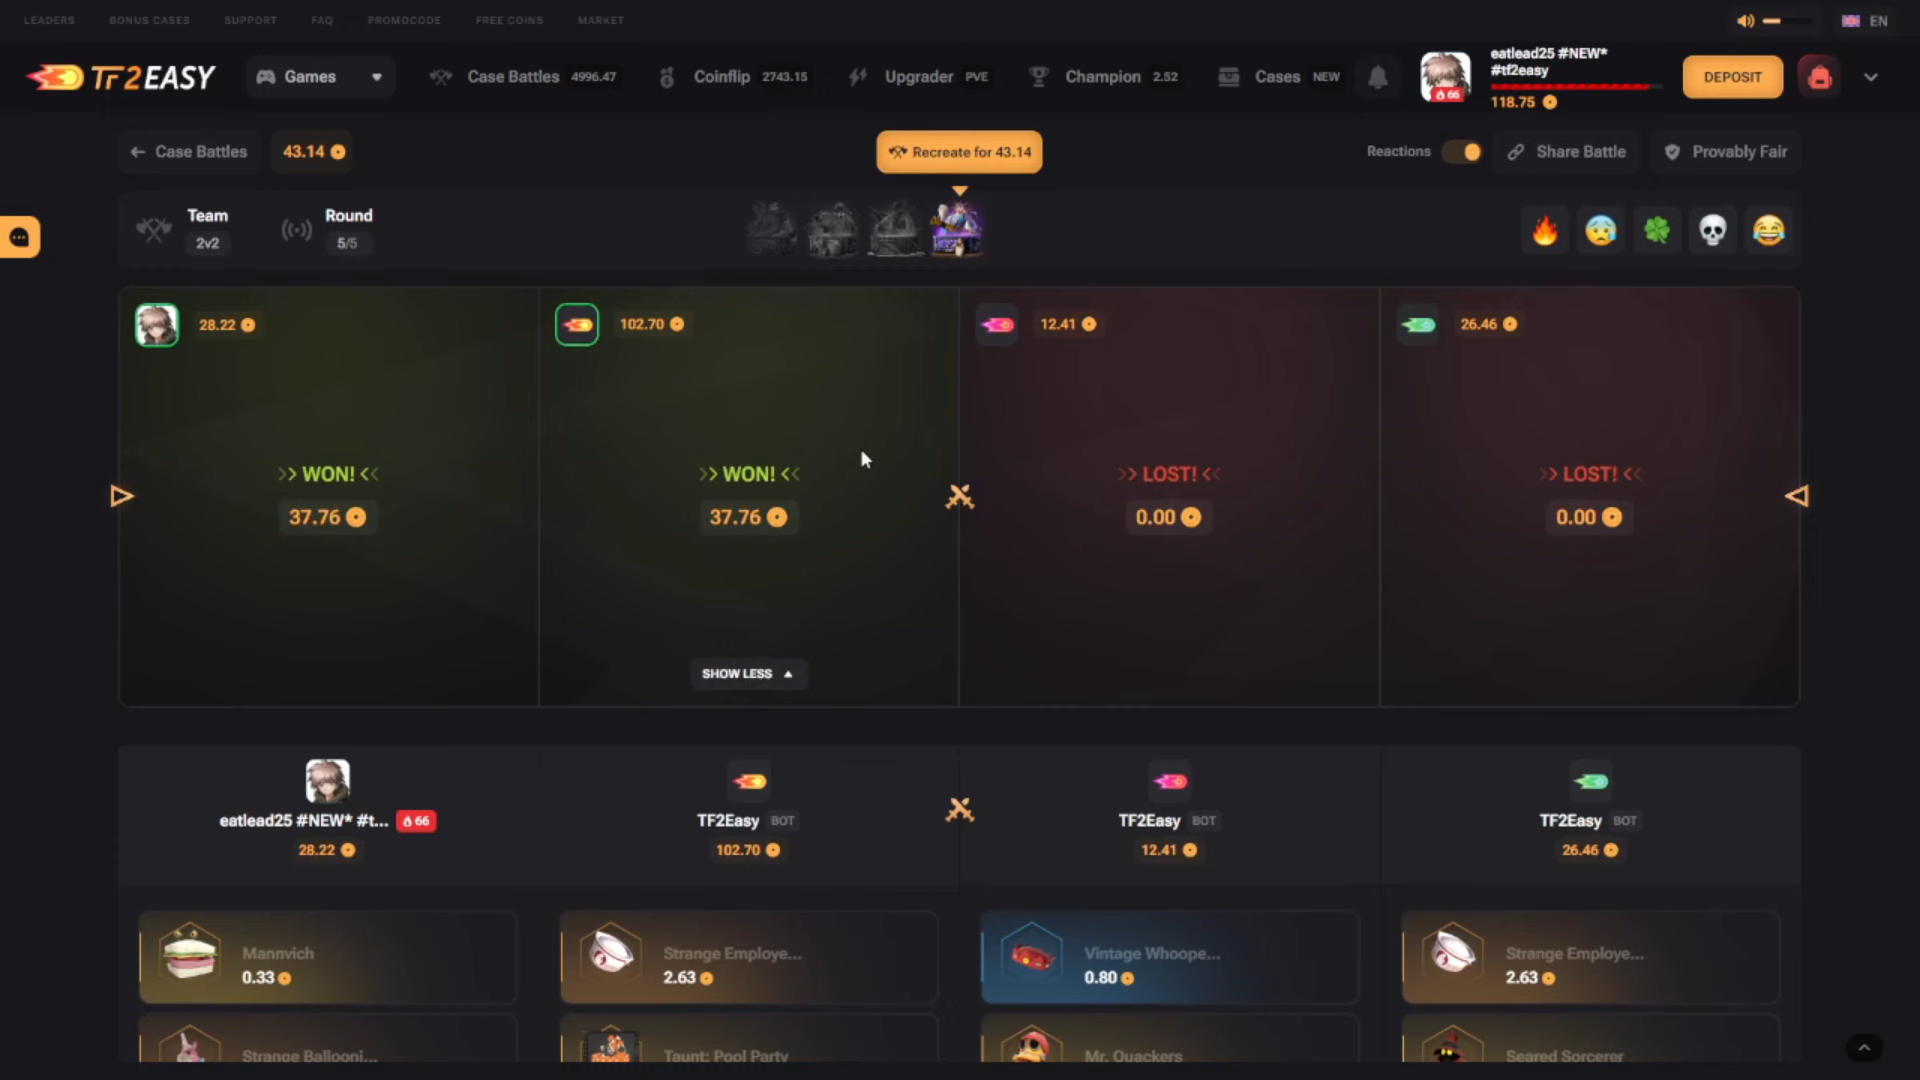 LEADERS BONUS CASES SUPPORT FAQ PROMOCODE FREE COINS MARKET EN
TF2EASY Games Case Battles 4996.47 Coinflip 2743.15 Upgrader PVE Champion 2.52 Cases NEW
eatlead25 #NEW*
#tf2easy
66
118.75
DEPOSIT
Case Battles 43.14 Recreate for 43.14 Reactions Share Battle Provably Fair
Team Round
2v2 5/5
28.22 102.70 12.41 26.46
WON! WON! LOST! LOST!
37.76 37.76 0.00 0.00
SHOW LESS
eatlead25 #NEW* #t... 66 TF2Easy BOT TF2Easy BOT TF2Easy BOT
28.22 102.70 12.41 26.46
Mannvich Strange Employe... Vintage Whoope... Strange Employe...
0.33 2.63 0.80 2.63
Strange Ballooni... Taunt: Pool Party Mr. Quackers Seared Sorcerer